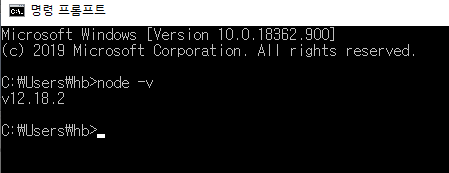 명령 프롬프트
Microsoft Windows [Version 10.0.18362.900]
(c) 2019 Microsoft Corporation. All rights reserved.
C:₩Users₩hb>node -v
v12.18.2
C:₩Users₩hb>